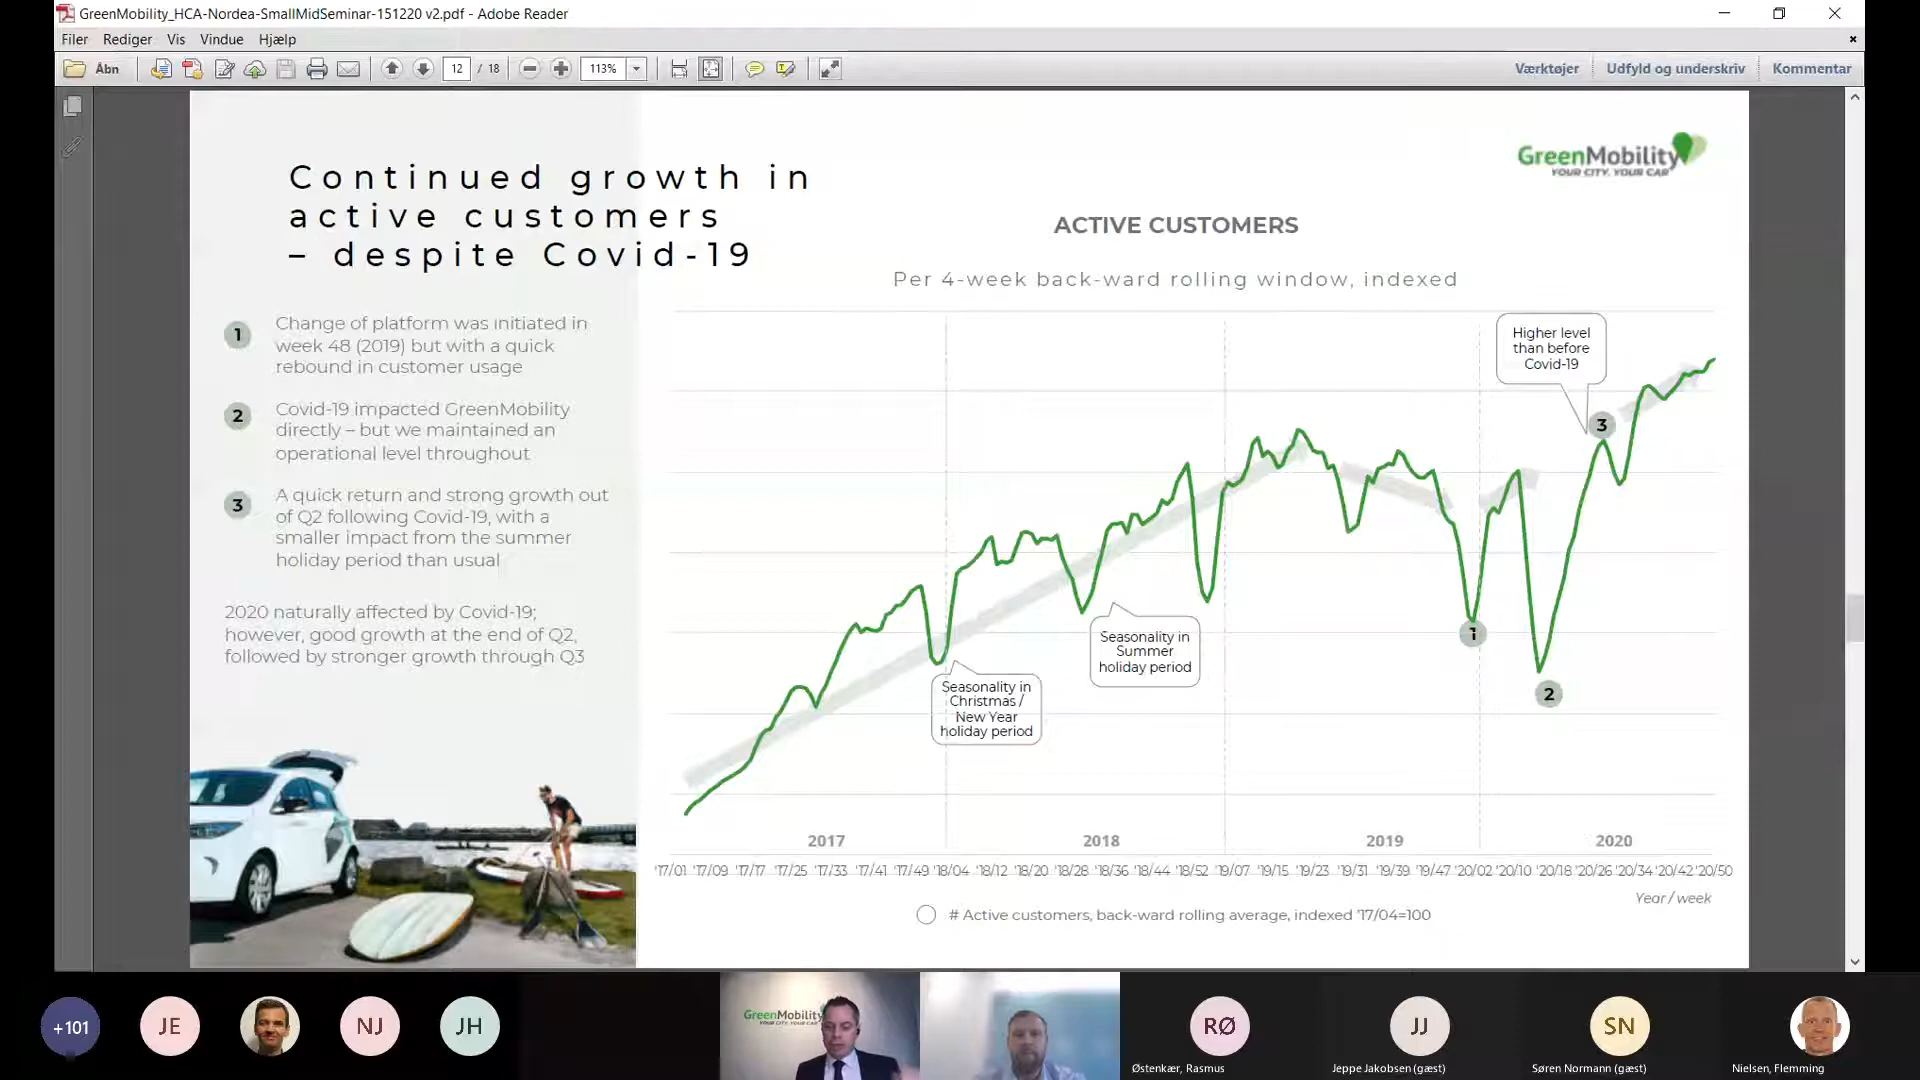 GreenMobility_HCA-Nordea-SmallMidSeminar-151220 v2.pdf - Adobe Reader
Filer Rediger Vis Vindue Hjælp
Åbn 12 / 18 113% Værktøjer Udfyld og underskriv Kommentar
Continued growth in
active customers
– despite Covid-19
1
Change of platform was initiated in
week 48 (2019) but with a quick
rebound in customer usage
2
Covid-19 impacted GreenMobility
directly – but we maintained an
operational level throughout
3
A quick return and strong growth out
of Q2 following Covid-19, with a
smaller impact from the summer
holiday period than usual
2020 naturally affected by Covid-19;
however, good growth at the end of Q2,
followed by stronger growth through Q3
GreenMobility
YOUR CITY. YOUR CAR
ACTIVE CUSTOMERS
Per 4-week back-ward rolling window, indexed
Higher level
than before
Covid-19
3
Seasonality in
Summer
holiday period
1
Seasonality in
Christmas /
New Year
holiday period
2
2017 2018 2019 2020
'17/01 '17/09 '17/17 '17/25 '17/33 '17/41 '17/49 '18/04 '18/12 '18/20 '18/28 '18/36 '18/44 '18/52 '19/07 '19/15 '19/23 '19/31 '19/39 '19/47 '20/02 '20/10 '20/18 '20/26 '20/34 '20/42 '20/50
Year / week
# Active customers, back-ward rolling average, indexed '17/04=100
+101
JE
NJ
JH
GreenMobility
YOUR CITY. YOUR CAR
RØ
JJ
SN
Østenkær, Rasmus
Jeppe Jakobsen (gæst)
Søren Normann (gæst)
Nielsen, Flemming